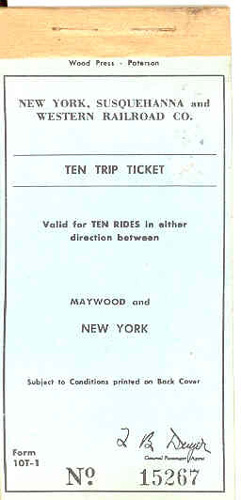 Wood Press - Paterson
NEW YORK, SUSQUEHANNA and
WESTERN RAILROAD CO.
TEN TRIP TICKET
Valid for TEN RIDES in either
direction between
MAYWOOD and
NEW YORK
Subject to Conditions printed on Back Cover
General Passenger Agent
Form
10T-1
No 15267